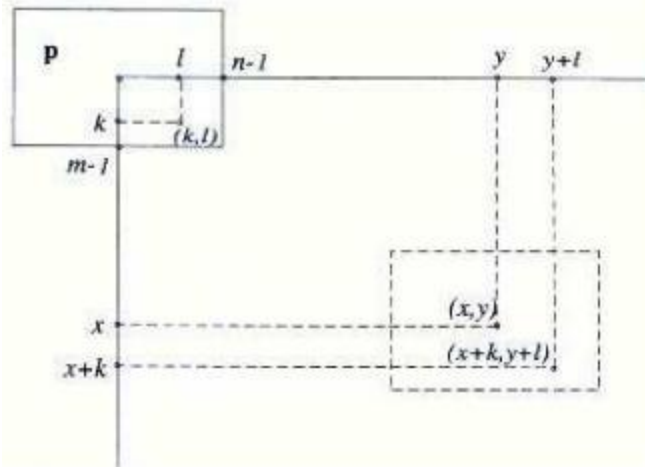 p l n-1 y y+l
k
(k,l)
m-1
x (x,y)
x+k (x+k,y+l)